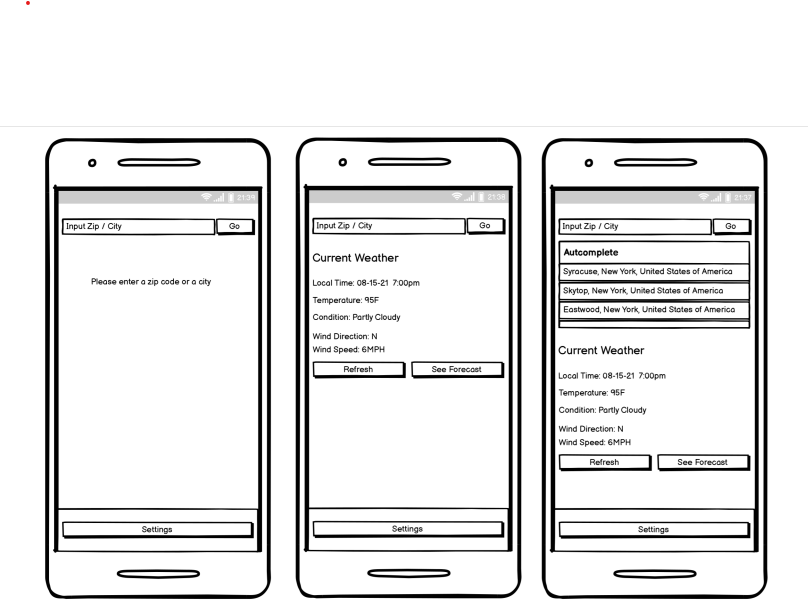 21:39
Input Zip / City
Go
Please enter a zip code or a city
Settings
21:38
Input Zip / City
Go
Current Weather
Local Time: 08-15-21 7:00pm
Temperature: 95F
Condition: Partly Cloudy
Wind Direction: N
Wind Speed: 6MPH
Refresh
See Forecast
Settings
21:37
Input Zip / City
Go
Autcomplete
Syracuse, New York, United States of America
Skytop, New York, United States of America
Eastwood, New York, United States of America
Current Weather
Local Time: 08-15-21 7:00pm
Temperature: 95F
Condition: Partly Cloudy
Wind Direction: N
Wind Speed: 6MPH
Refresh
See Forecast
Settings